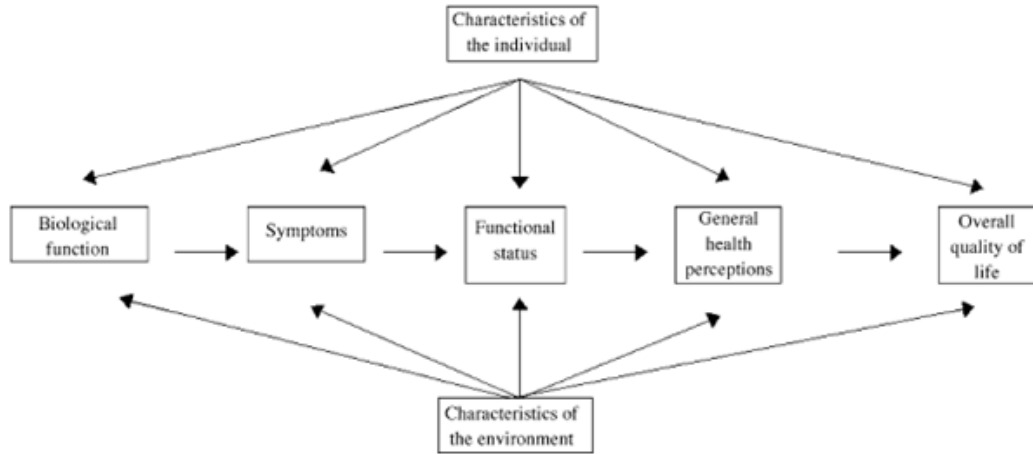 Characteristics of
the individual
Biological
function
Symptoms
Functional
status
General
health
perceptions
Overall
quality of
life
Characteristics of
the environment